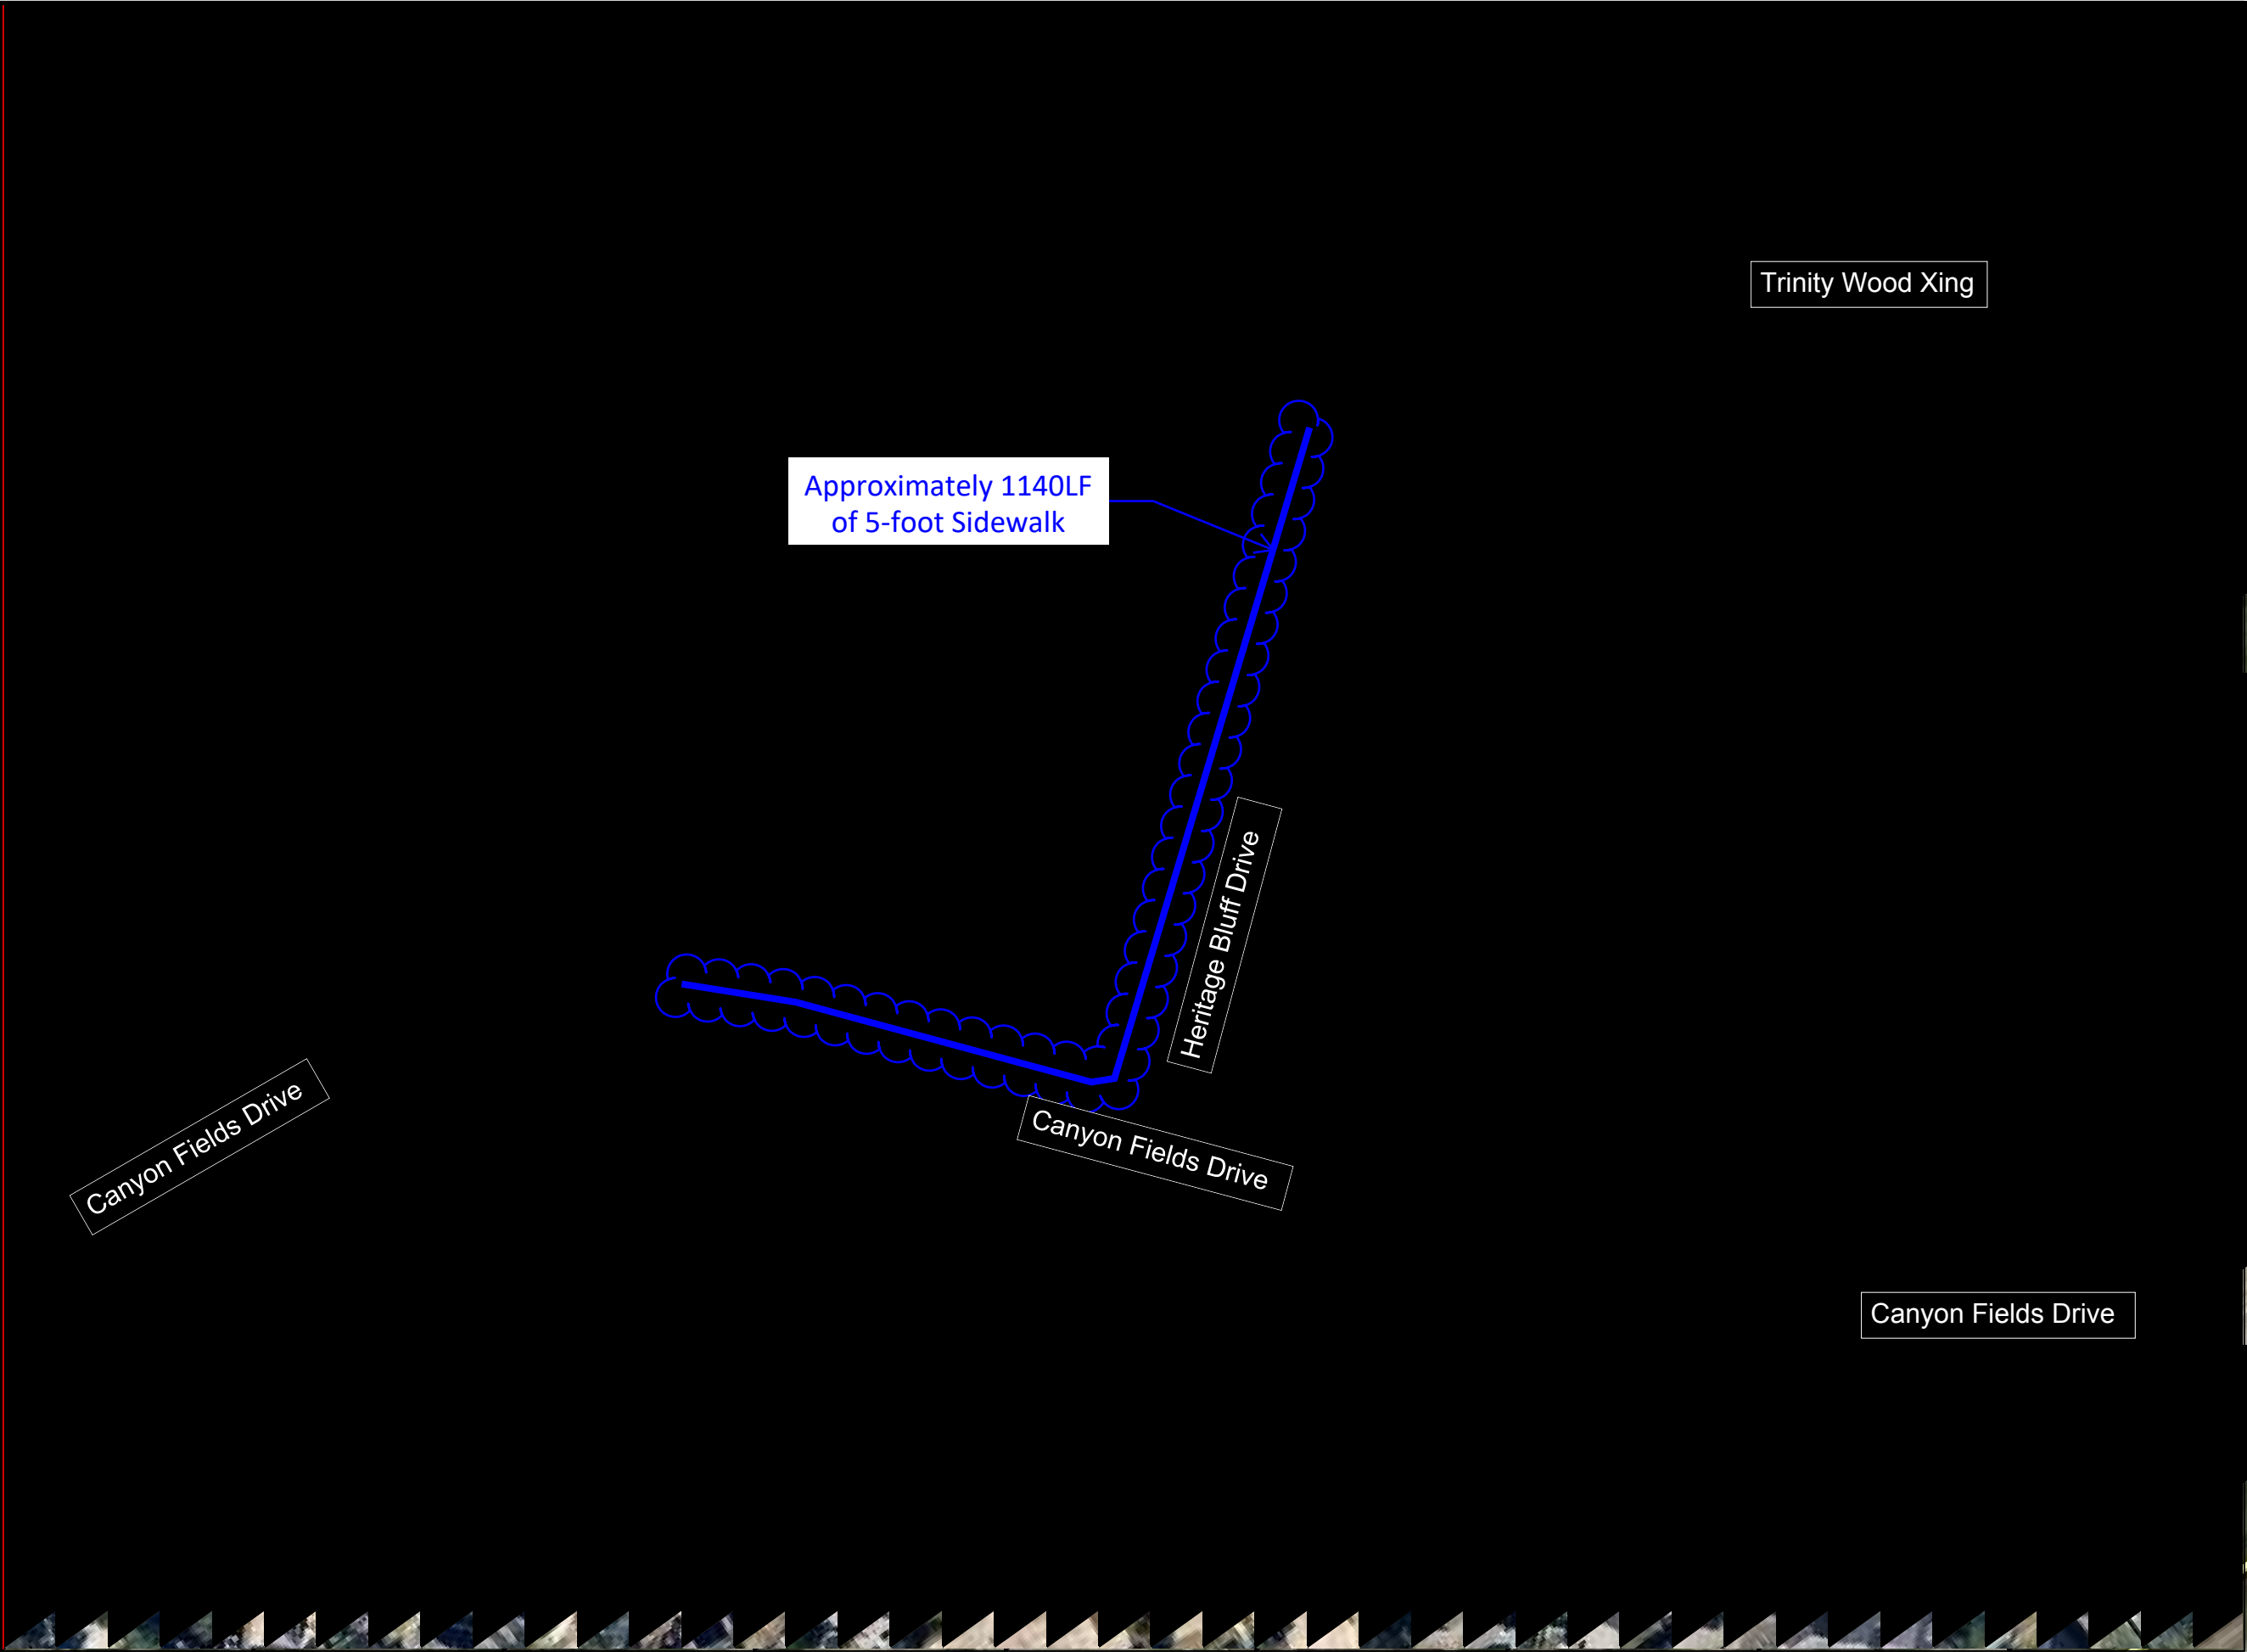 Trinity Wood Xing
Approximately 1140LF
of 5-foot Sidewalk
Heritage Bluff Drive
Canyon Fields Drive
Canyon Fields Drive
Canyon Fields Drive